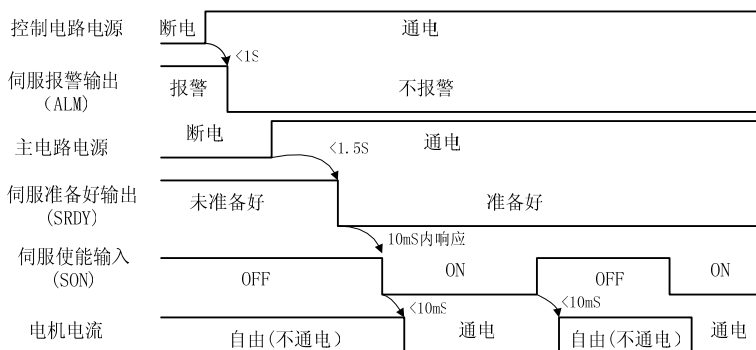 控制电路电源 断电 通电
<1S
伺服报警输出 报警 不报警
(ALM)
断电
主电路电源 <1.5S 通电
伺服准备好输出 未准备好 准备好
(SRDY)
10mS内响应
伺服使能输入 OFF ON OFF ON
(SON)
<10mS <10mS
电机电流 自由(不通电) 通电 自由(不通电) 通电